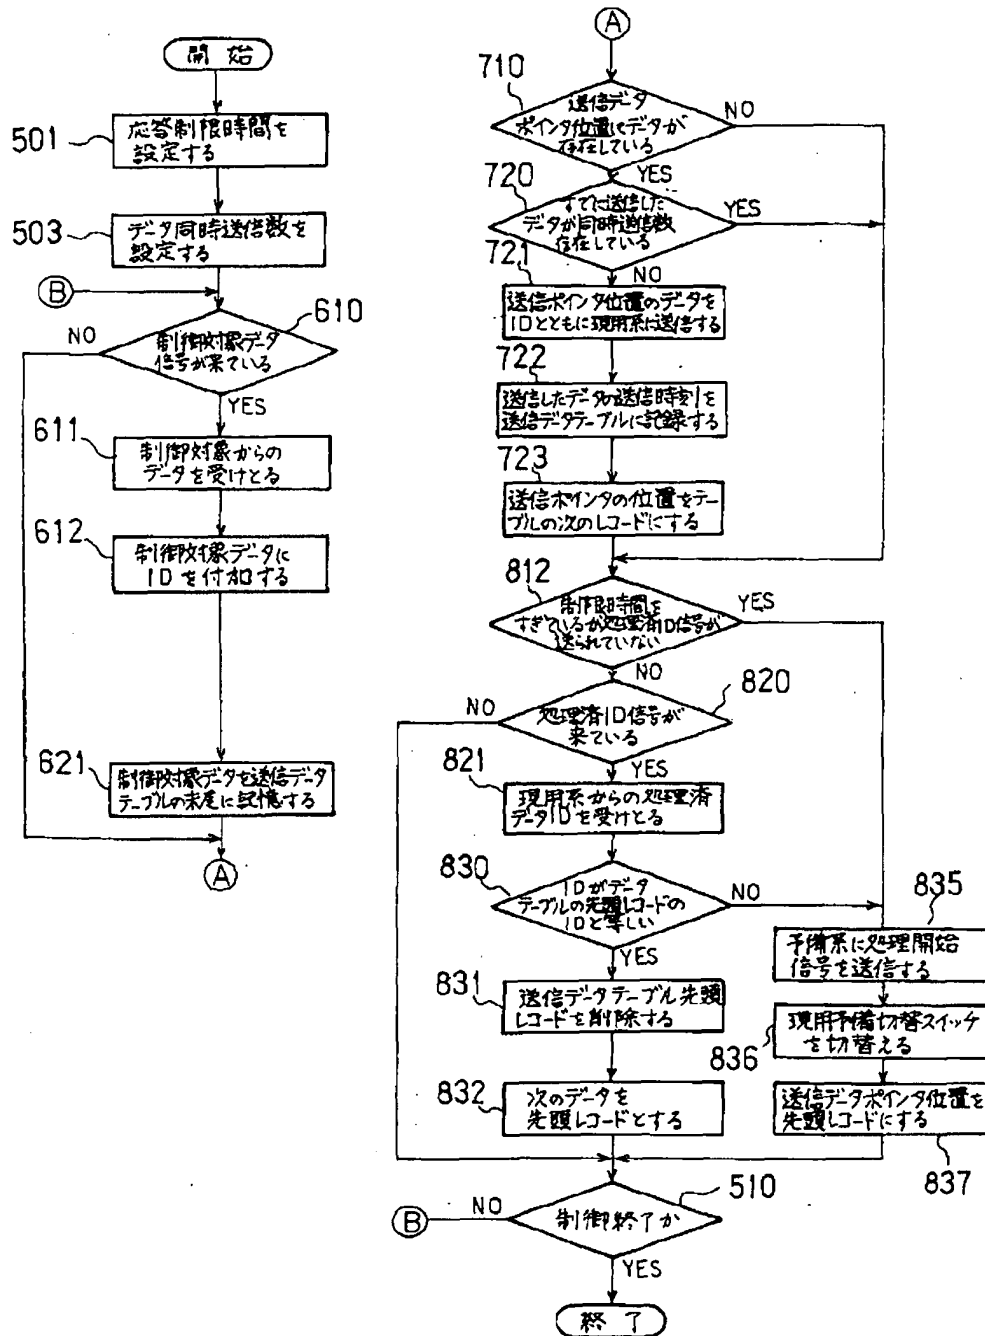 開始
501
応答制限時間を
設定する
503
データ同時送信数を
設定する
B
610
NO
制御対象データ
信号が来ている
YES
611
制御対象からの
データを受けとる
612
制御対象データに
IDを付加する
621
制御対象データを送信データ
テーブルの末尾に記憶する
A
A
710
送信データ
ポインタ位置にデータが
存在している
NO
YES
720
すでに送信した
データが同時送信数
存在している
YES
NO
721
送信ポインタ位置のデータを
IDとともに現用系に送信する
722
送信したデータの送信時刻を
送信データテーブルに記録する
723
送信ポインタの位置をテー
ブルの次のレコードにする
812
制限時間を
すぎているが処理済ID信号が
送られていない
YES
NO
820
NO
処理済ID信号が
来ている
YES
821
現用系からの処理済
データIDを受けとる
830
IDがデータ
テーブルの先頭レコードの
IDと等しい
NO
YES
831
送信データテーブル先頭
レコードを削除する
832
次のデータを
先頭レコードとする
835
予備系に処理開始
信号を送信する
836
現用予備切替スイッチ
を切替える
送信データポインタ位置を
先頭レコードにする
837
510
B
NO
制御終了か
YES
終了